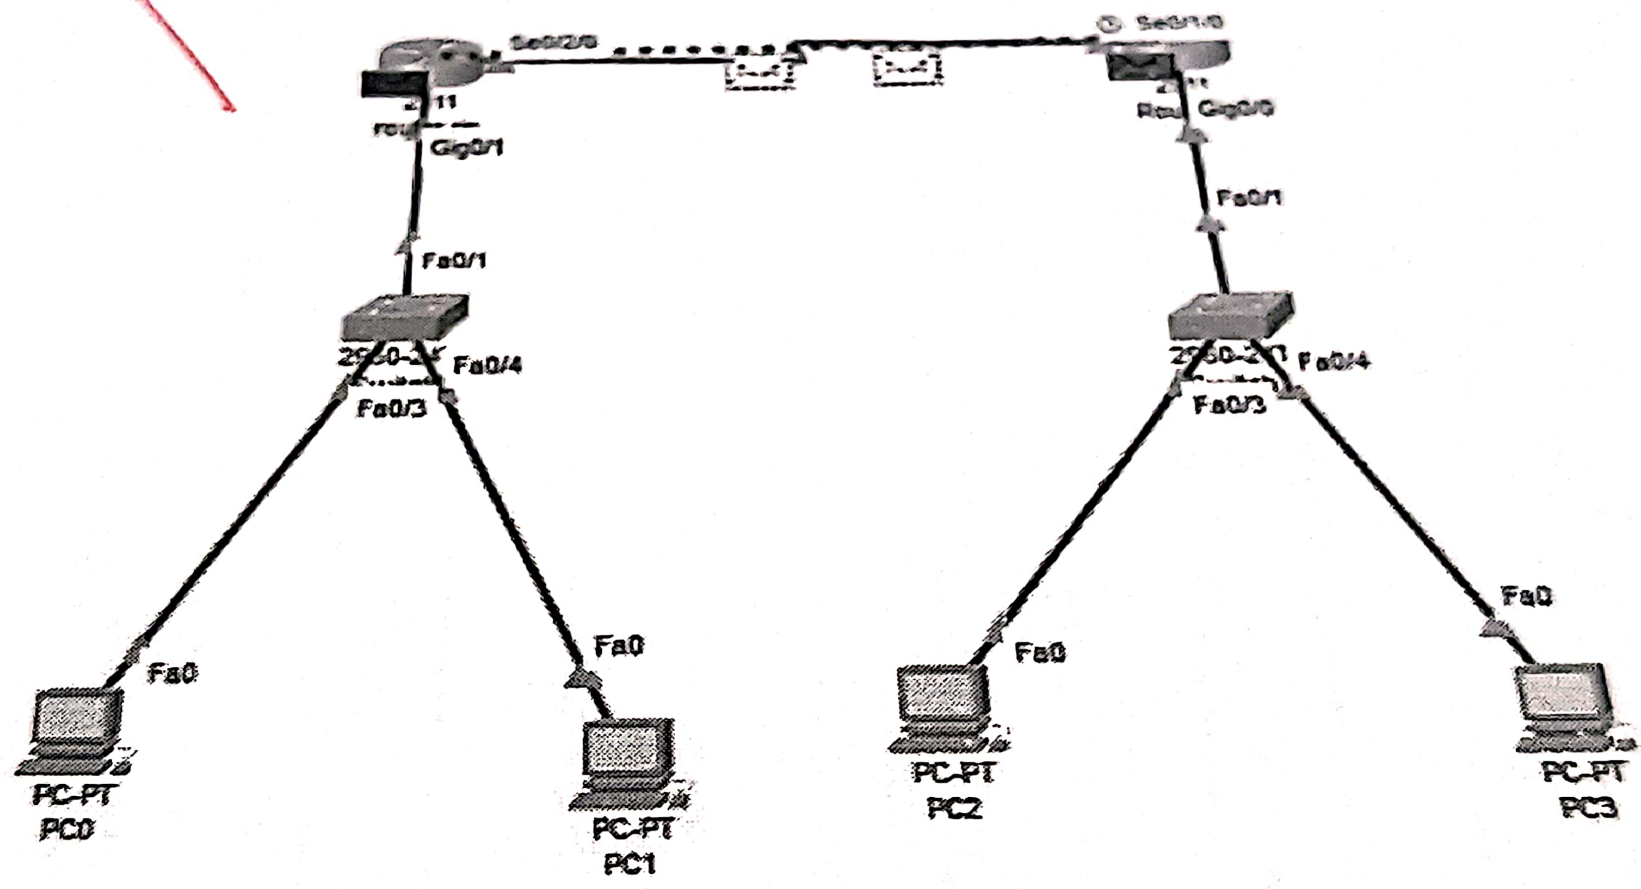 Se0/2/0
Se0/1/0
Gig0/1
Gig0/0
Fa0/1
Fa0/1
Fa0/4
Fa0/3
Fa0/4
Fa0/3
Fa0
Fa0
Fa0
Fa0
PC-PT
PC0
PC-PT
PC1
PC-PT
PC2
PC-PT
PC3